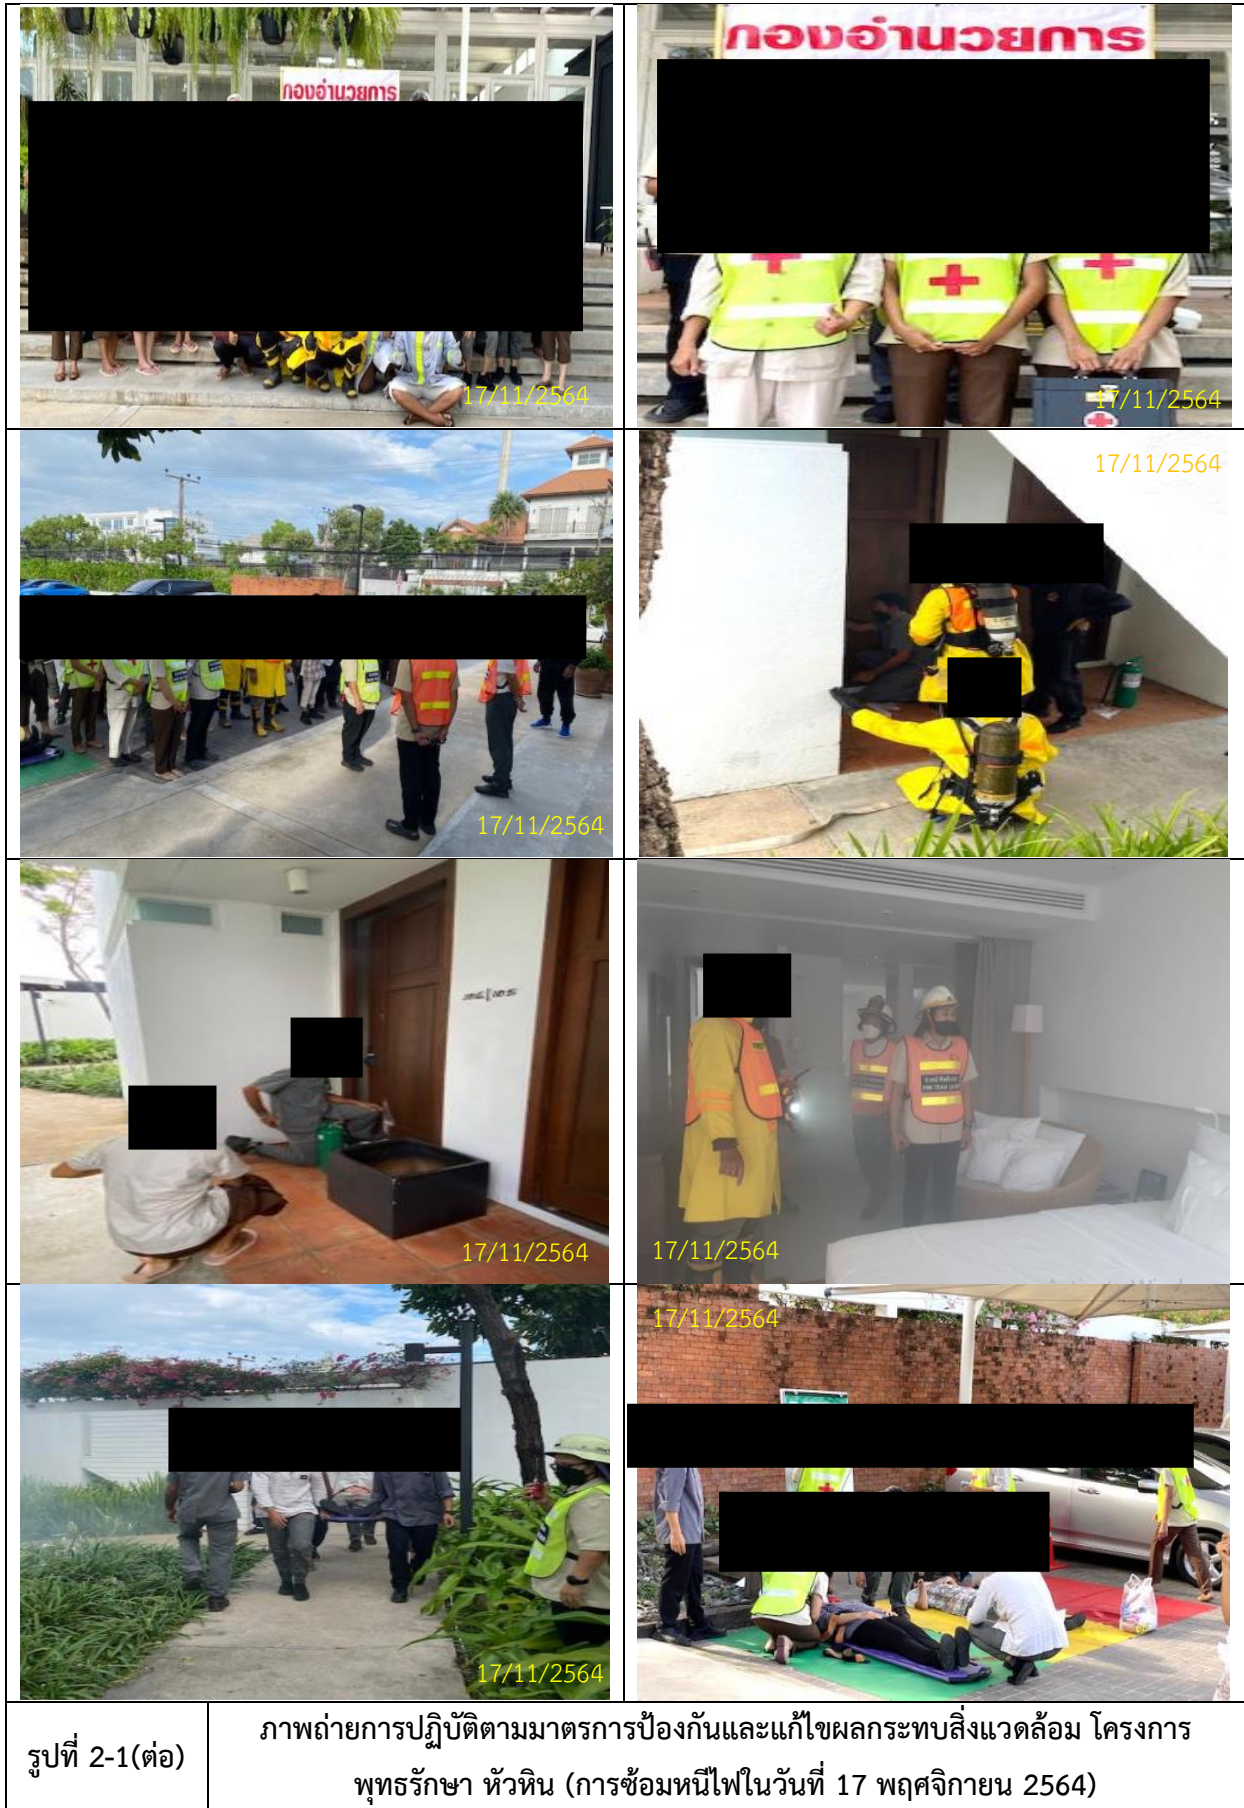 กองอำนวยการ
17/11/2564
กองอำนวยการ
17/11/2564
17/11/2564
17/11/2564
17/11/2564
17/11/2564
17/11/2564
17/11/2564
รูปที่ 2-1(ต่อ)
ภาพถ่ายการปฏิบัติตามมาตรการป้องกันและแก้ไขผลกระทบสิ่งแวดล้อม โครงการ
พุทธรักษา หัวหิน (การซ้อมหนีไฟในวันที่ 17 พฤศจิกายน 2564)